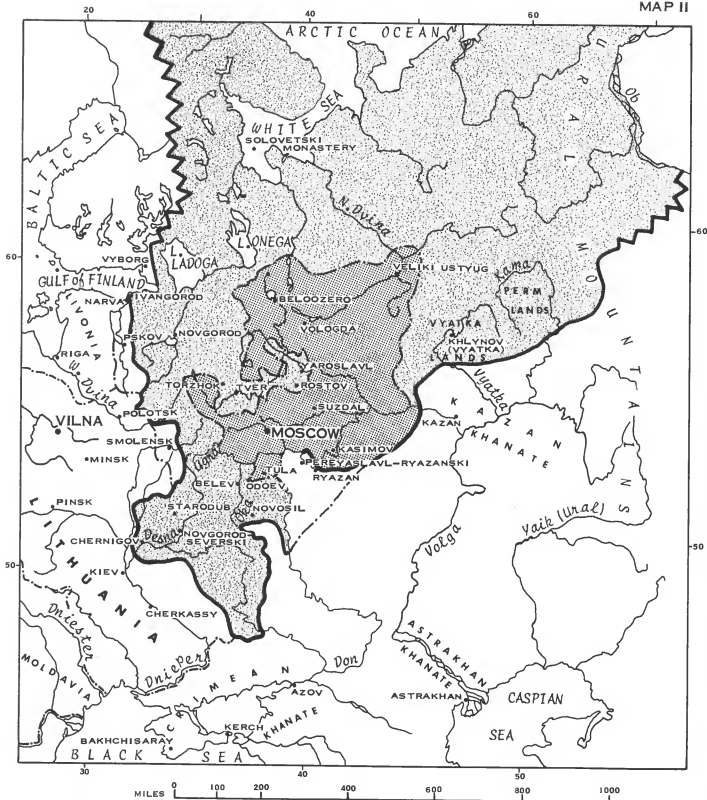 MAP II
20
40
60
ARCTIC OCEAN
URAL
Ob
WHITE SEA
SOLOVETSKI
MONASTERY
BALTIC SEA
N. Dvina
L. ONEGA
L. LADOGA
60
VYBORG
GULF of FINLAND
VELIKI USTYUG
Kama
MOUNTAINS
NARVA
IVANGOROD
BELOOZERO
PERM
LANDS
LIVONIA
VOLOGDA
VYATKA
LANDS
KHLYNOV
(VYATKA)
PSKOV
NOVGOROD
RIGA
W. Dvina
YAROSLAVL
TORZHOK
TVER
ROSTOV
Vyatka
POLOTSK
SUZDAL
KAZAN
KAZAN
KHANATE
VILNA
MOSCOW
SMOLENSK
Ugra
KASIMOV
MINSK
PEREYASLAVL-RYAZANSKI
TULA
RYAZAN
BELEV
ODOEV
PINSK
STARODUB
Oka
NOVOSIL
Volga
Yaik (Ural)
LITHUANIA
CHERNIGOV
Desna
NOVGOROD
SEVERSKI
50
50
KIEV
CHERKASSY
Dniester
Dnieper
Don
ASTRAKHAN
KHANATE
MOLDAVIA
CRIMEAN
KHANATE
AZOV
ASTRAKHAN
CASPIAN
SEA
KERCH
BAKHCHISARAY
BLACK SEA
30
40
50
MILES 0 100 200 400 600 800 1000